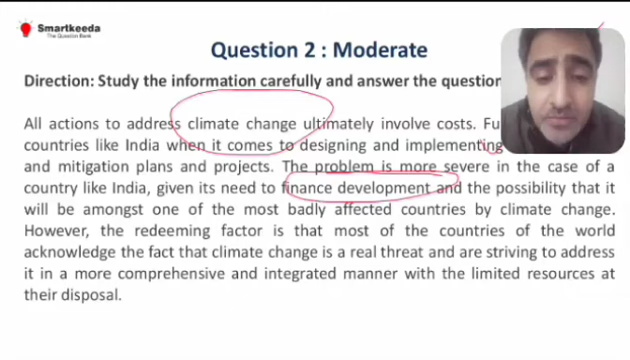 Smartkeeda
The Question Bank
Question 2 : Moderate
Direction: Study the information carefully and answer the question
All actions to address climate change ultimately involve costs. Fu
countries like India when it comes to designing and implementing
and mitigation plans and projects. The problem is more severe in the case of a
country like India, given its need to finance development and the possibility that it
will be amongst one of the most badly affected countries by climate change.
However, the redeeming factor is that most of the countries of the world
acknowledge the fact that climate change is a real threat and are striving to address
it in a more comprehensive and integrated manner with the limited resources at
their disposal.